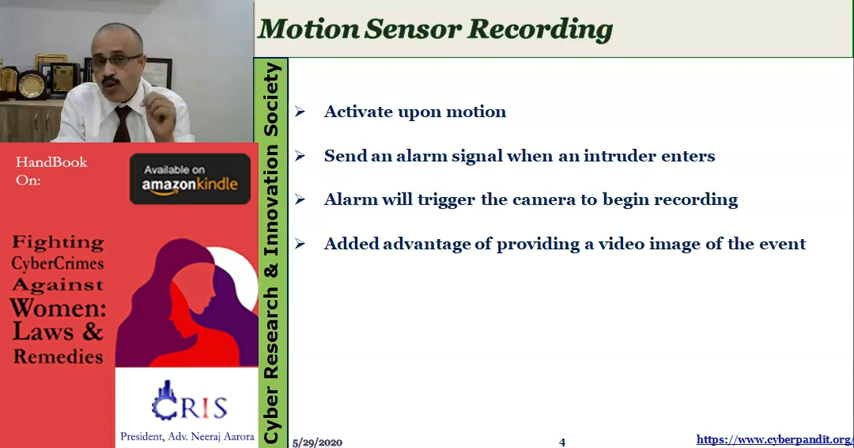 Motion Sensor Recording
Activate upon motion
Send an alarm signal when an intruder enters
Alarm will trigger the camera to begin recording
Added advantage of providing a video image of the event
Cyber Research & Innovation Society
HandBook
On:
Available on
amazonkindle
Fighting
CyberCrimes
Against
Women:
Laws &
Remedies
CRIS
President, Adv. Neeraj Aarora
5/29/2020
4
https://www.cyberpandit.org/